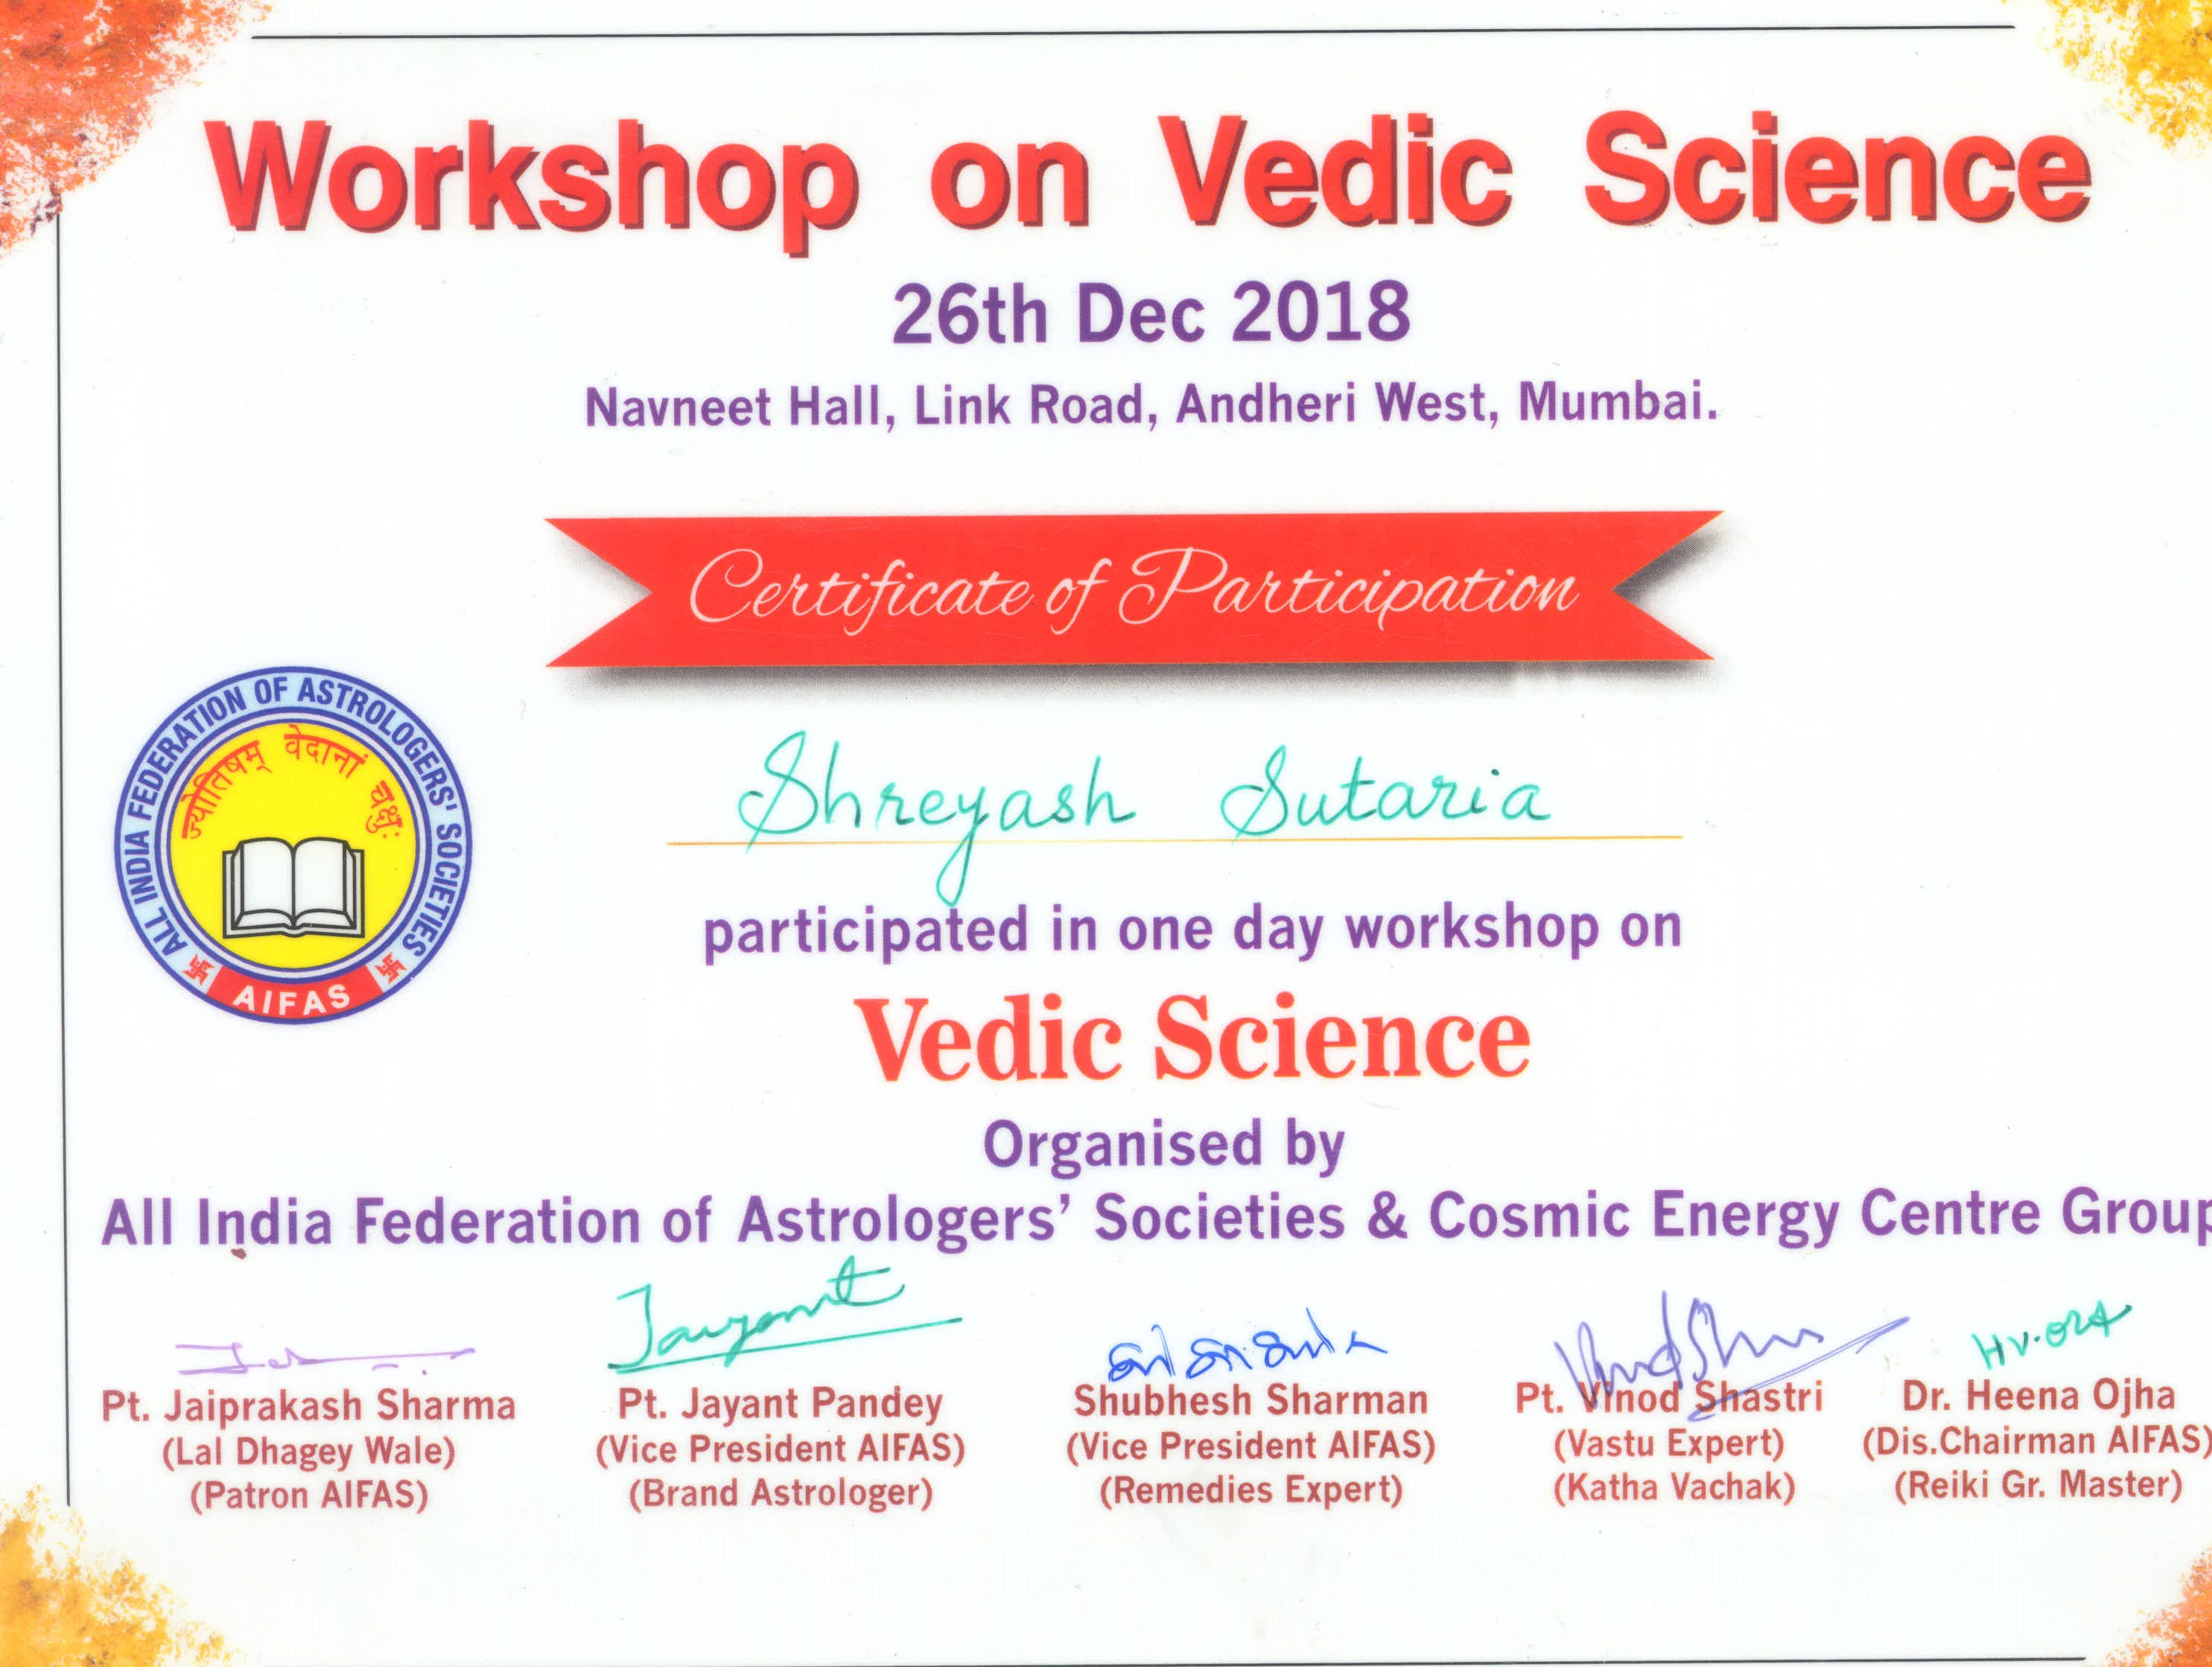 Workshop on Vedic Science
26th Dec 2018
Navneet Hall, Link Road, Andheri West, Mumbai.
Certificate of Participation
ALL INDIA FEDERATION OF ASTROLOGERS' SOCIETIES
ज्योतिषम् वेदानां चक्षुः
AIFAS
Shreyash Sutaria
participated in one day workshop on
Vedic Science
Organised by
All India Federation of Astrologers' Societies & Cosmic Energy Centre Group
Jayant
Pt. Jaiprakash Sharma Pt. Jayant Pandey Shubhesh Sharman Pt. Vinod Shastri Dr. Heena Ojha
(Lal Dhagey Wale) (Vice President AIFAS) (Vice President AIFAS) (Vastu Expert) (Dis.Chairman AIFAS)
(Patron AIFAS) (Brand Astrologer) (Remedies Expert) (Katha Vachak) (Reiki Gr. Master)